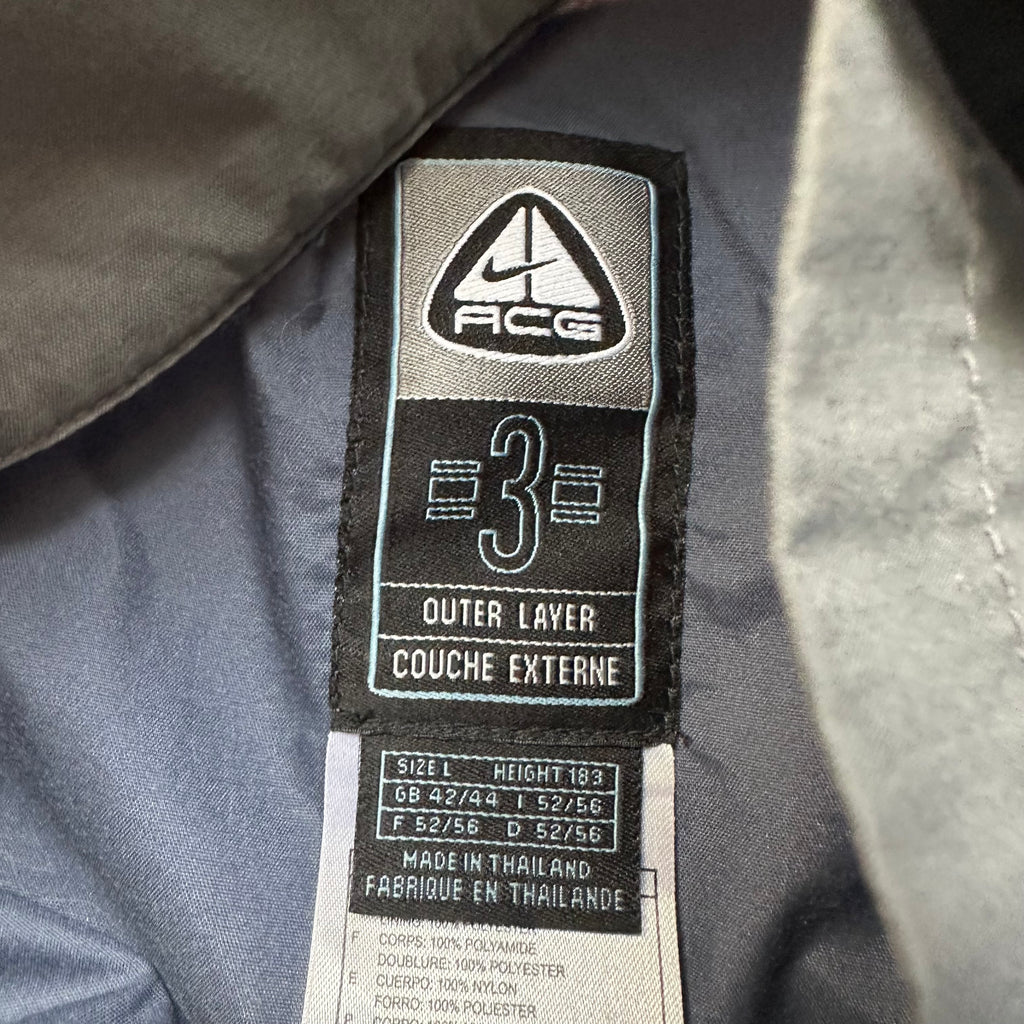 ACG
3
OUTER LAYER
COUCHE EXTERNE
SIZE L HEIGHT 183
GB 42/44 I 52/56
F 52/56 D 52/56
MADE IN THAILAND
FABRIQUE EN THAILANDE
F CORPS: 100% POLYAMIDE
DOUBLURE: 100% POLYESTER
E CUERPO: 100% NYLON
FORRO: 100% POLIESTER